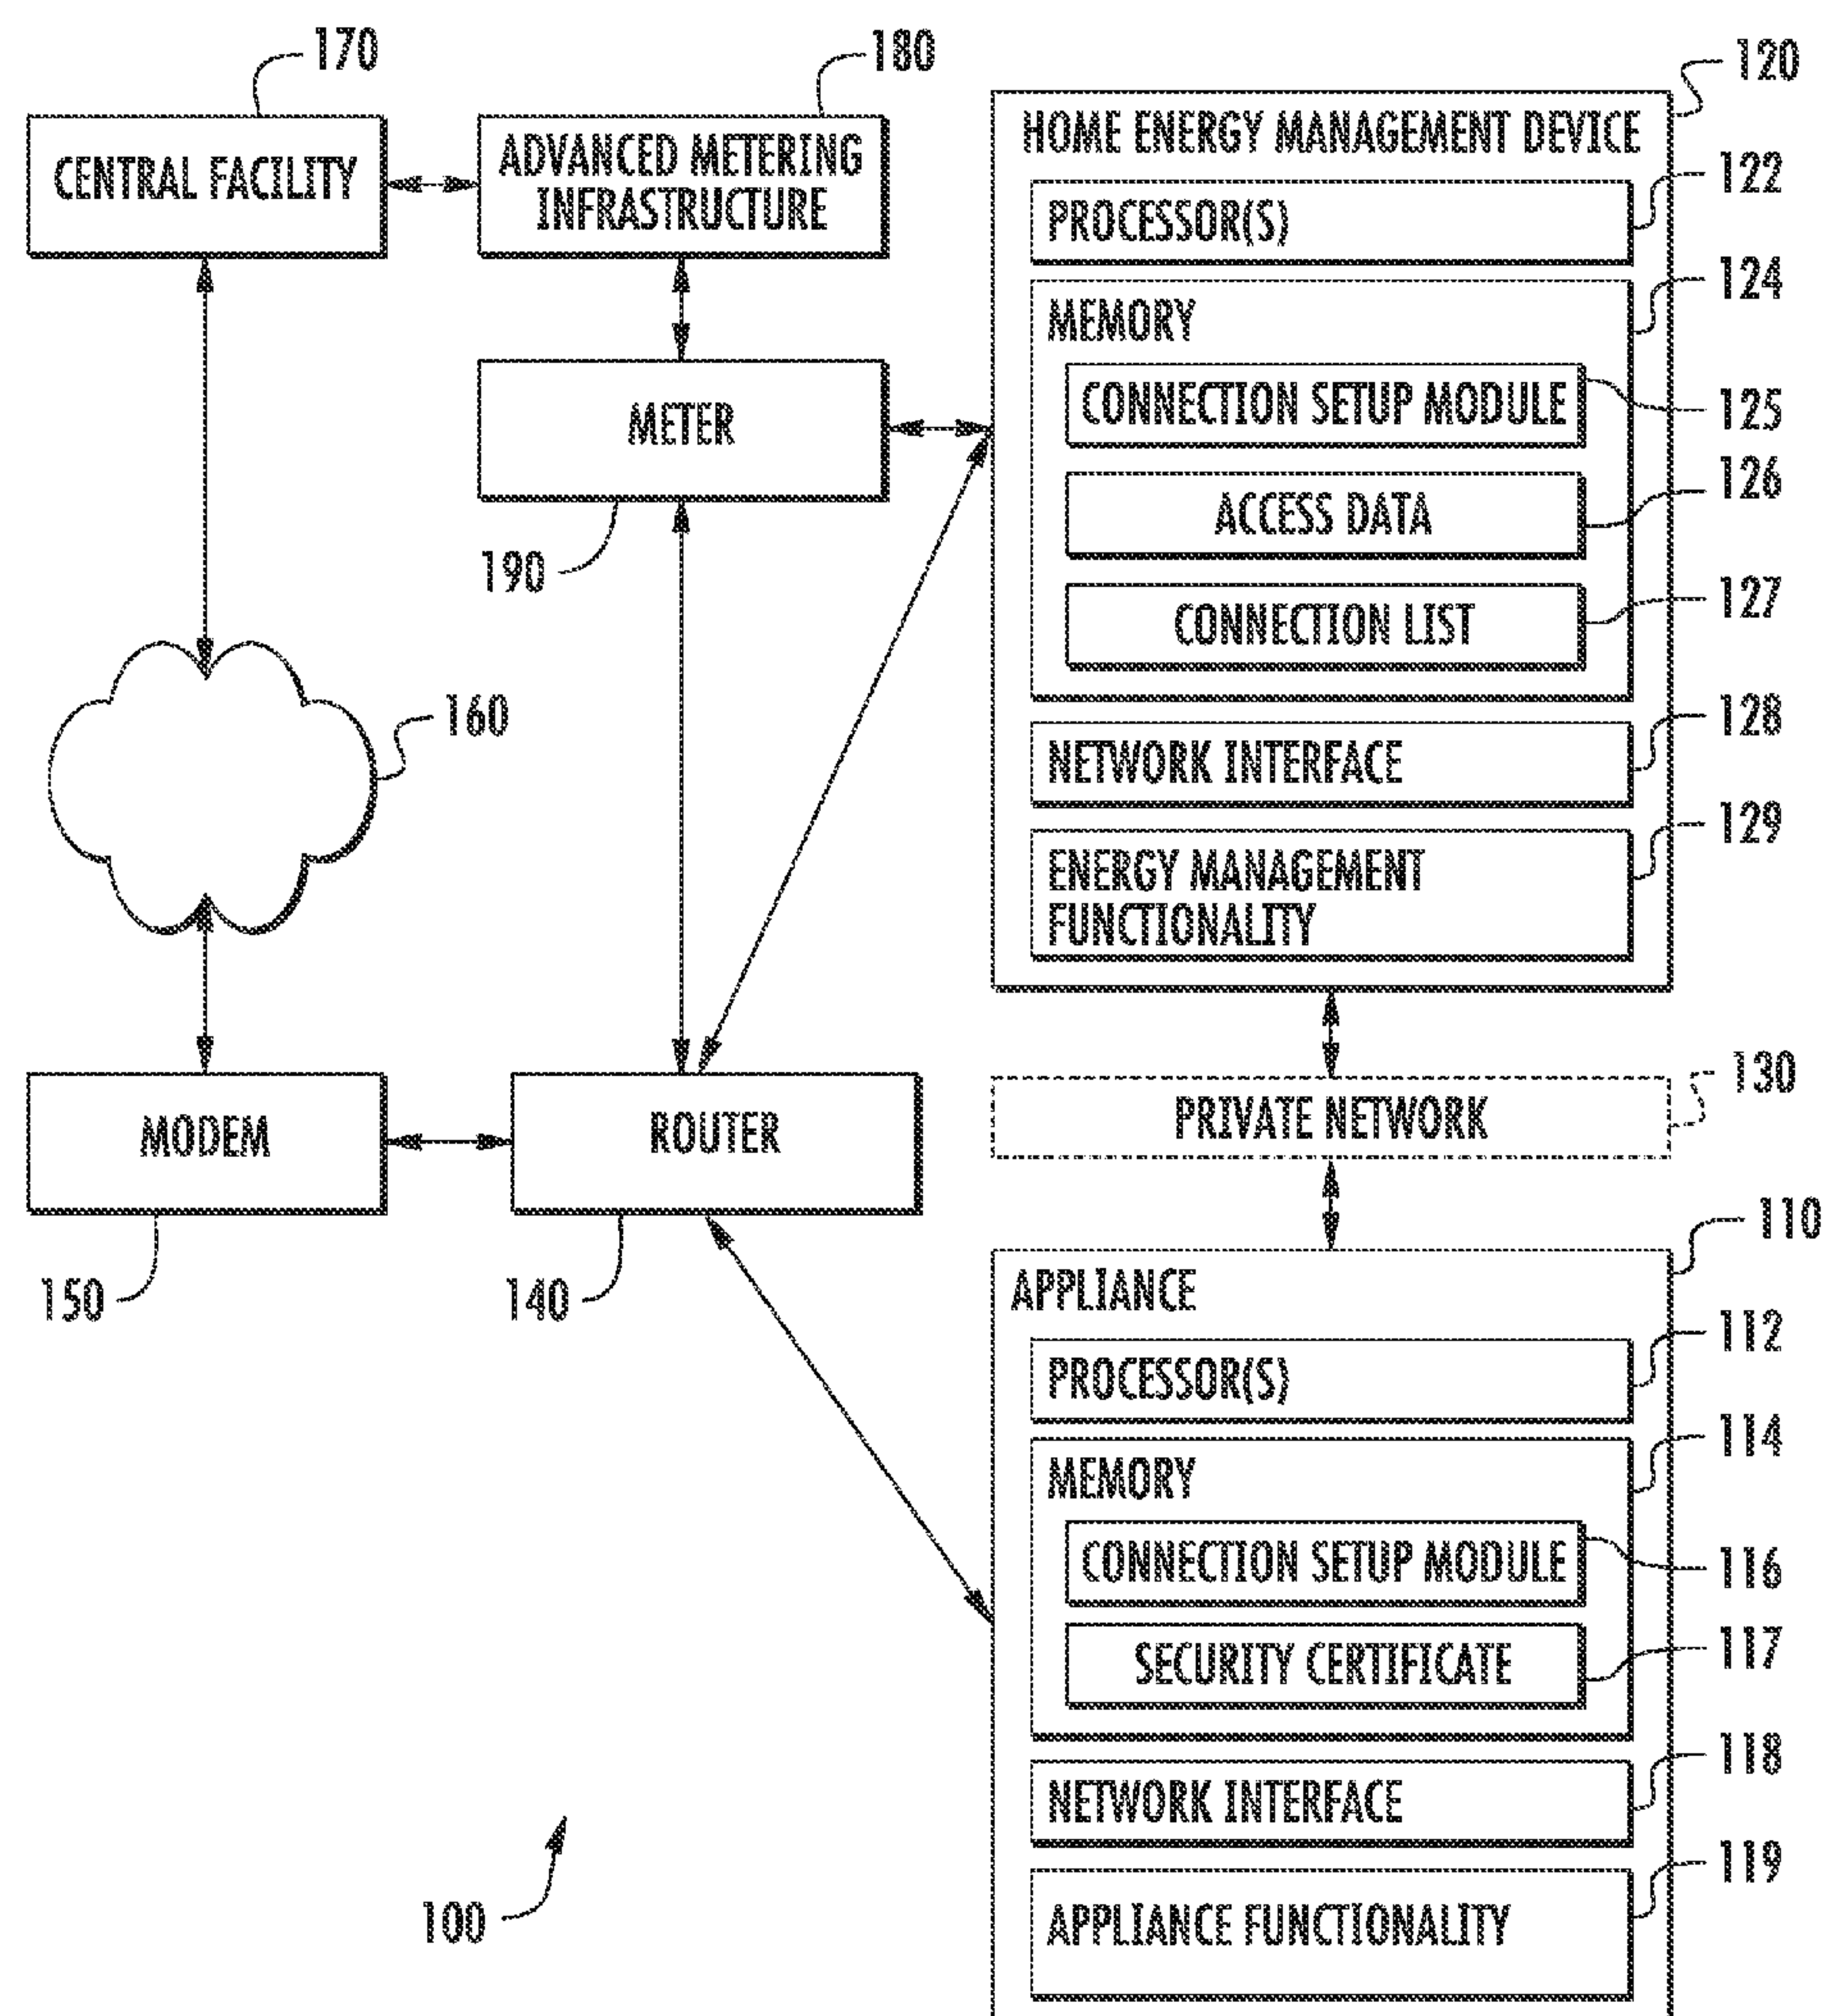 170
180
120
CENTRAL FACILITY
ADVANCED METERING
INFRASTRUCTURE
HOME ENERGY MANAGEMENT DEVICE
PROCESSOR(S)
122
MEMORY
124
CONNECTION SETUP MODULE
125
ACCESS DATA
126
CONNECTION LIST
127
NETWORK INTERFACE
128
ENERGY MANAGEMENT
FUNCTIONALITY
129
METER
190
160
MODEM
150
ROUTER
140
PRIVATE NETWORK
130
110
APPLIANCE
PROCESSOR(S)
112
MEMORY
114
CONNECTION SETUP MODULE
116
SECURITY CERTIFICATE
117
NETWORK INTERFACE
118
APPLIANCE FUNCTIONALITY
119
100